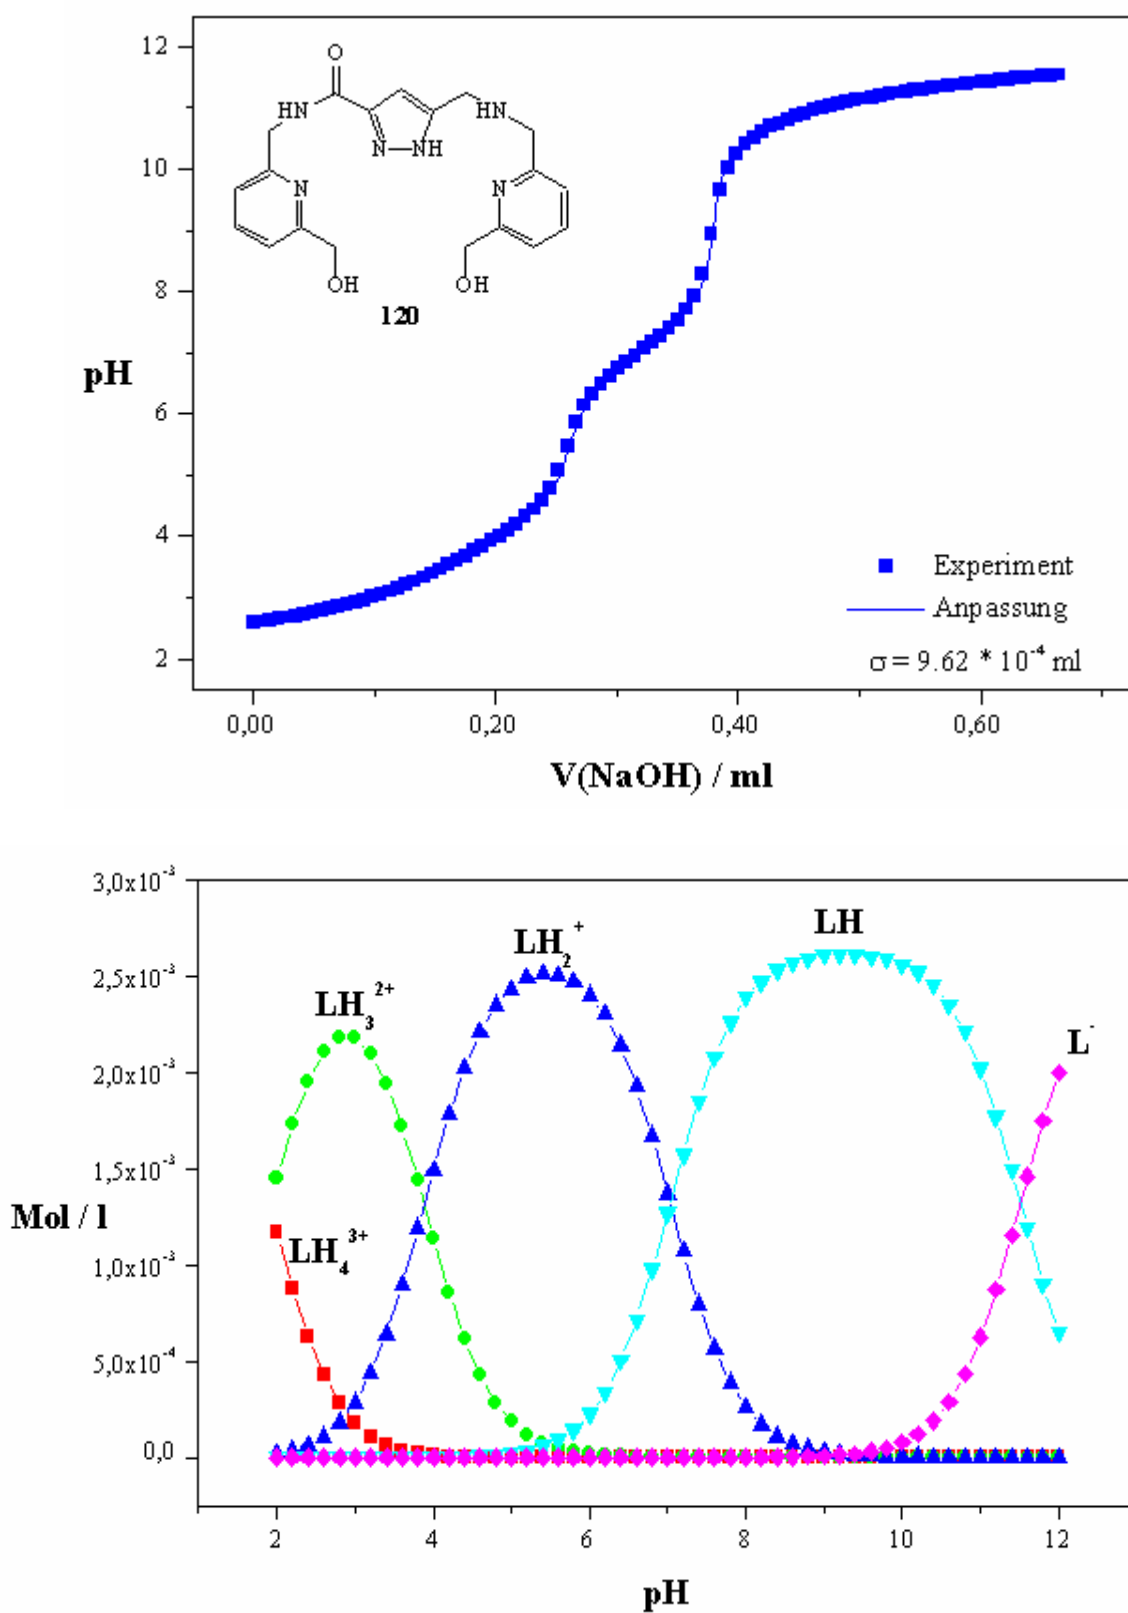 12
10
8
6
4
2
pH
O
HN
HN
N
NH
N
N
OH
OH
120
Experiment
Anpassung
σ = 9.62 * 10⁻⁴ ml
0,00 0,20 0,40 0,60
V(NaOH) / ml
3,0x10⁻³
2,5x10⁻³
2,0x10⁻³
1,5x10⁻³
1,0x10⁻³
5,0x10⁻⁴
0,0
Mol / l
LH₄³⁺
LH₃²⁺
LH₂⁺
LH
L⁻
2 4 6 8 10 12
pH